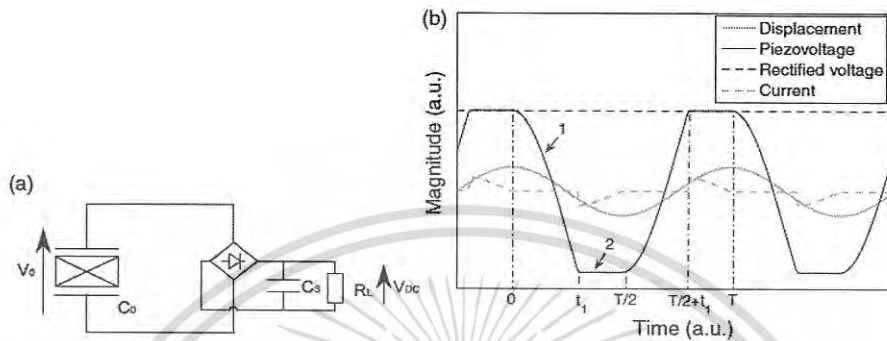 (a)
V₀
C₀
Cs
RL
VDC
(b)
Displacement
Piezovoltage
Rectified voltage
Current
Magnitude (a.u.)
1
2
0
t₁
T/2
T/2+t₁
T
Time (a.u.)